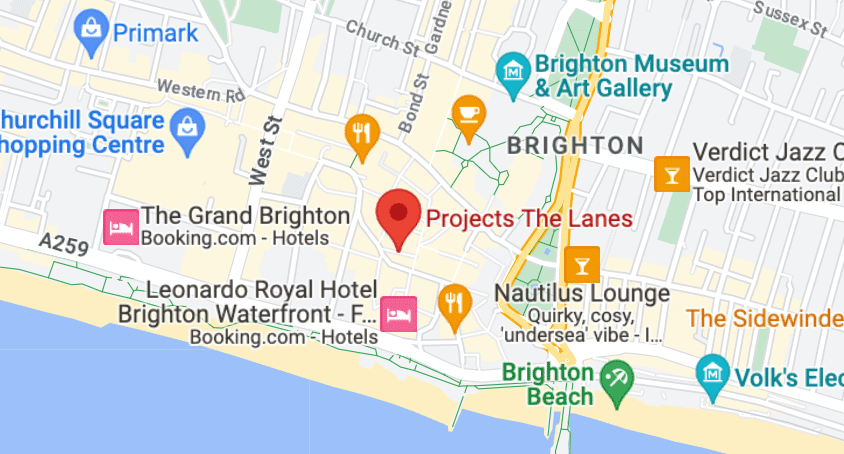 Primark
Church St
Gardne
Sussex St
Brighton Museum
& Art Gallery
Western Rd
Bond St
hurchill Square
hopping Centre
West St
BRIGHTON
Verdict Jazz C
Verdict Jazz Club
Top International
The Grand Brighton
Booking.com - Hotels
Projects The Lanes
A259
Leonardo Royal Hotel
Brighton Waterfront - F...
Booking.com - Hotels
Nautilus Lounge
Quirky, cosy,
'undersea' vibe - I...
The Sidewinde
Brighton
Beach
Volk's Elec